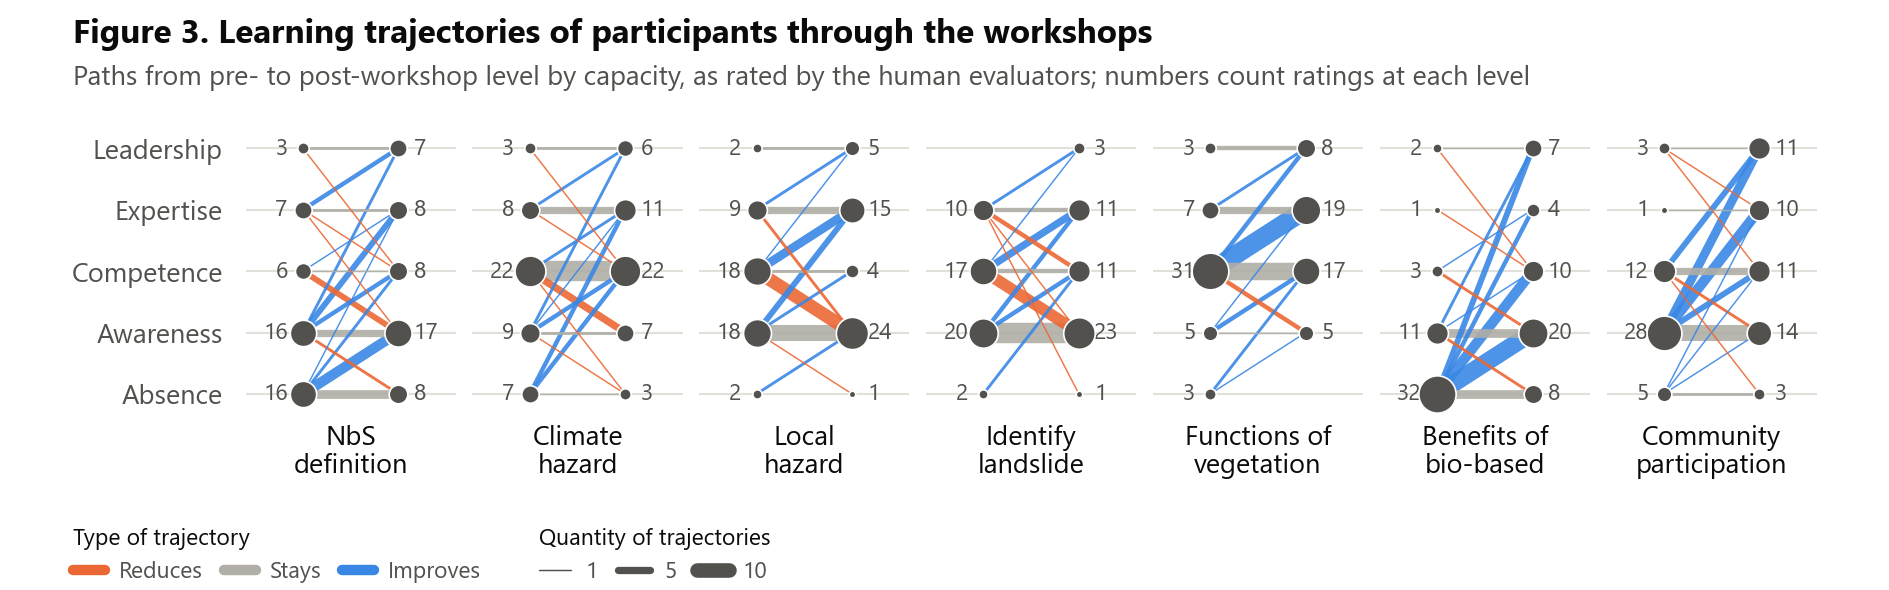 Figure 3. Learning trajectories of participants through the workshops
Paths from pre- to post-workshop level by capacity, as rated by the human evaluators; numbers count ratings at each level
Leadership 3 7 3 6 2 5 3 3 8 2 7 3 11
Expertise 7 8 8 11 9 15 10 11 7 19 1 4 1 10
Competence 6 8 22 22 18 4 17 11 31 17 3 10 12 11
Awareness 16 17 9 7 18 24 20 23 5 5 11 20 28 14
Absence 16 8 7 3 2 1 2 1 3 32 8 5 3
NbS Climate Local Identify Functions of Benefits of Community
definition hazard hazard landslide vegetation bio-based participation
Type of trajectory Quantity of trajectories
Reduces Stays Improves 1 5 10